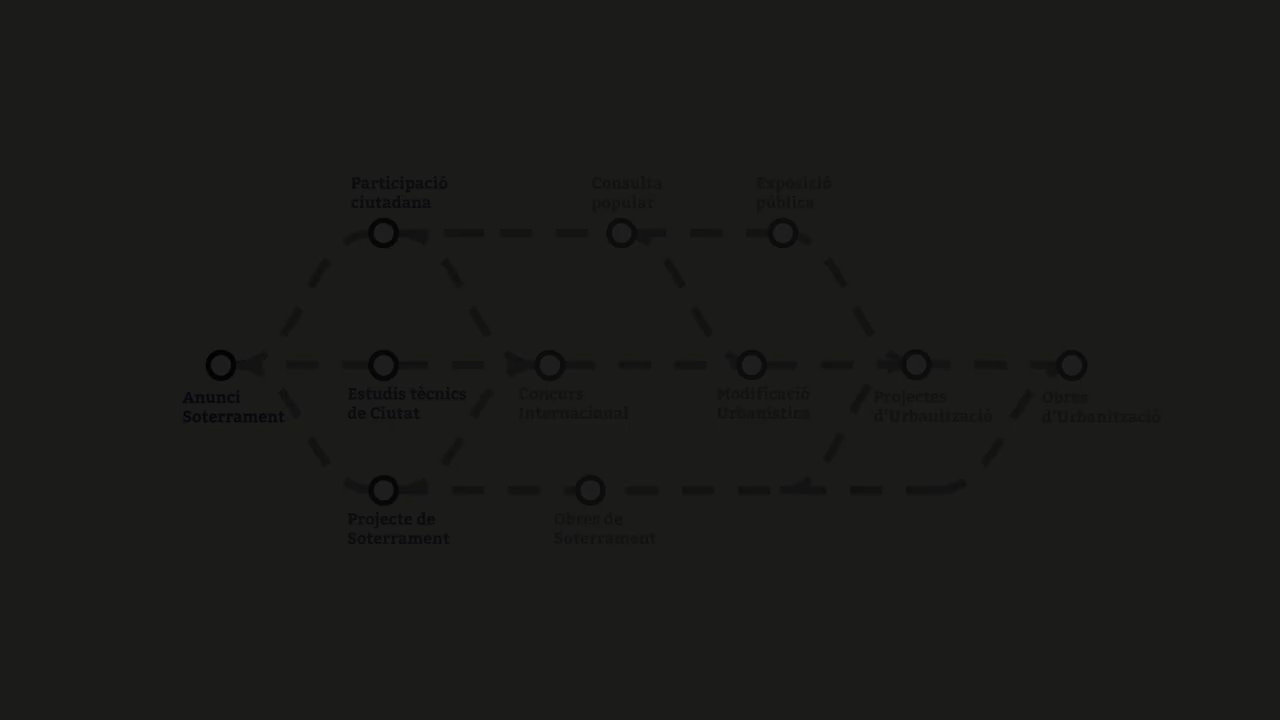 Participació
ciutadana
Consulta
popular
Exposició
pública
Anunci
Soterrament
Estudis tècnics
de Ciutat
Concurs
Internacional
Modificació
Urbanística
Projectes
d'Urbanització
Obres
d'Urbanització
Projecte de
Soterrament
Obres de
Soterrament